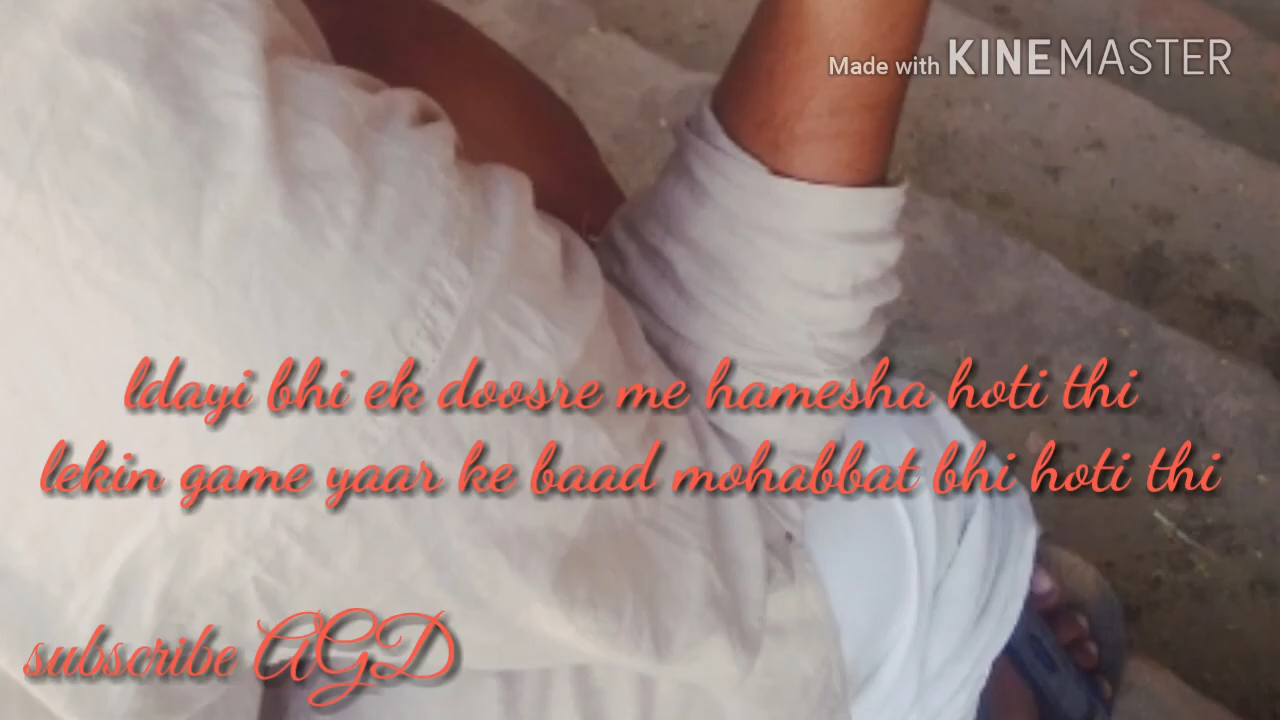 Made with KINEMASTER
ldayi bhi ek doosre me hamesha hoti thi
lekin game yaar ke baad mohabbat bhi hoti thi
subscribe AGD